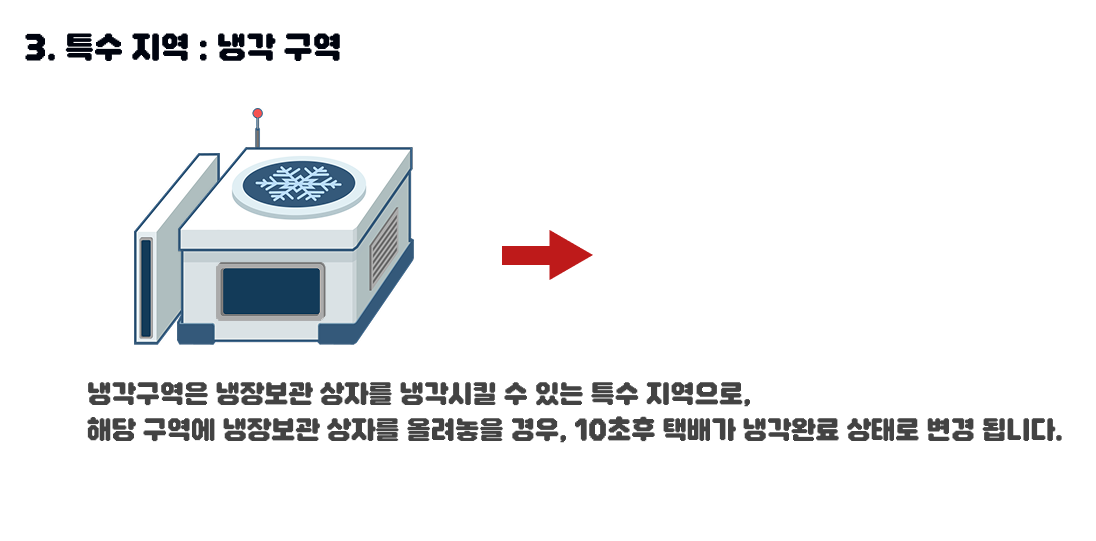 3. 특수 지역 : 냉각 구역
냉각구역은 냉장보관 상자를 냉각시킬 수 있는 특수 지역으로,
해당 구역에 냉장보관 상자를 올려놓을 경우, 10초후 택배가 냉각완료 상태로 변경 됩니다.